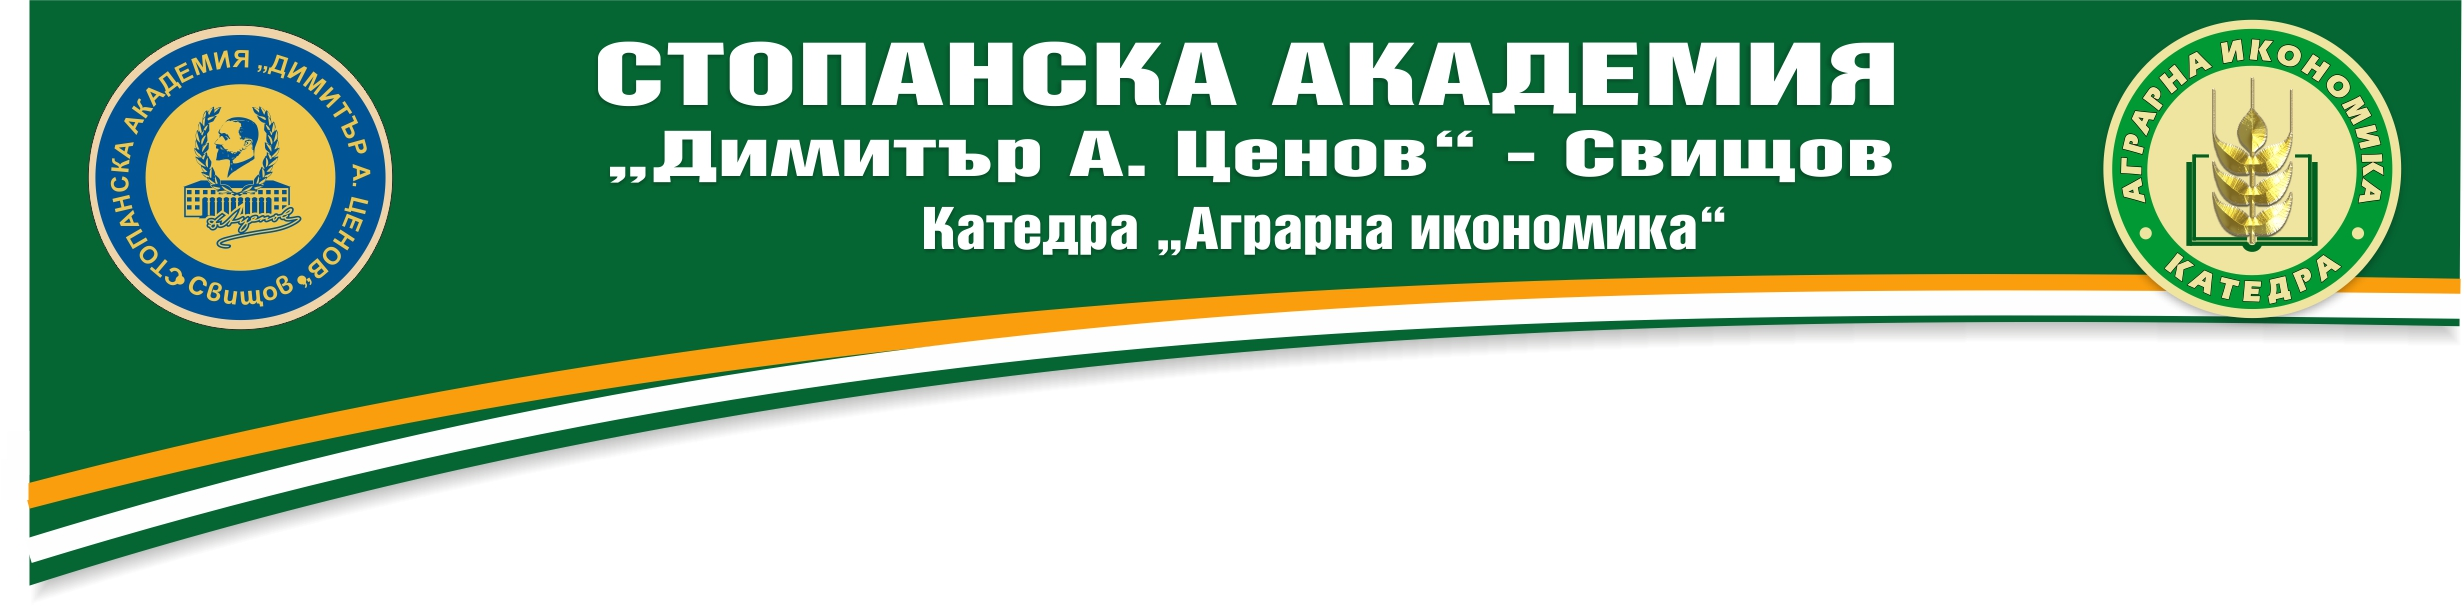 СТОПАНСКА АКАДЕМИЯ „ДИМИТЪР А. ЦЕНОВ“
Свищов
СТОПАНСКА АКАДЕМИЯ
„Димитър А. Ценов“ - Свищов
Катедра „Аграрна икономика“
АГРАРНА ИКОНОМИКА
КАТЕДРА